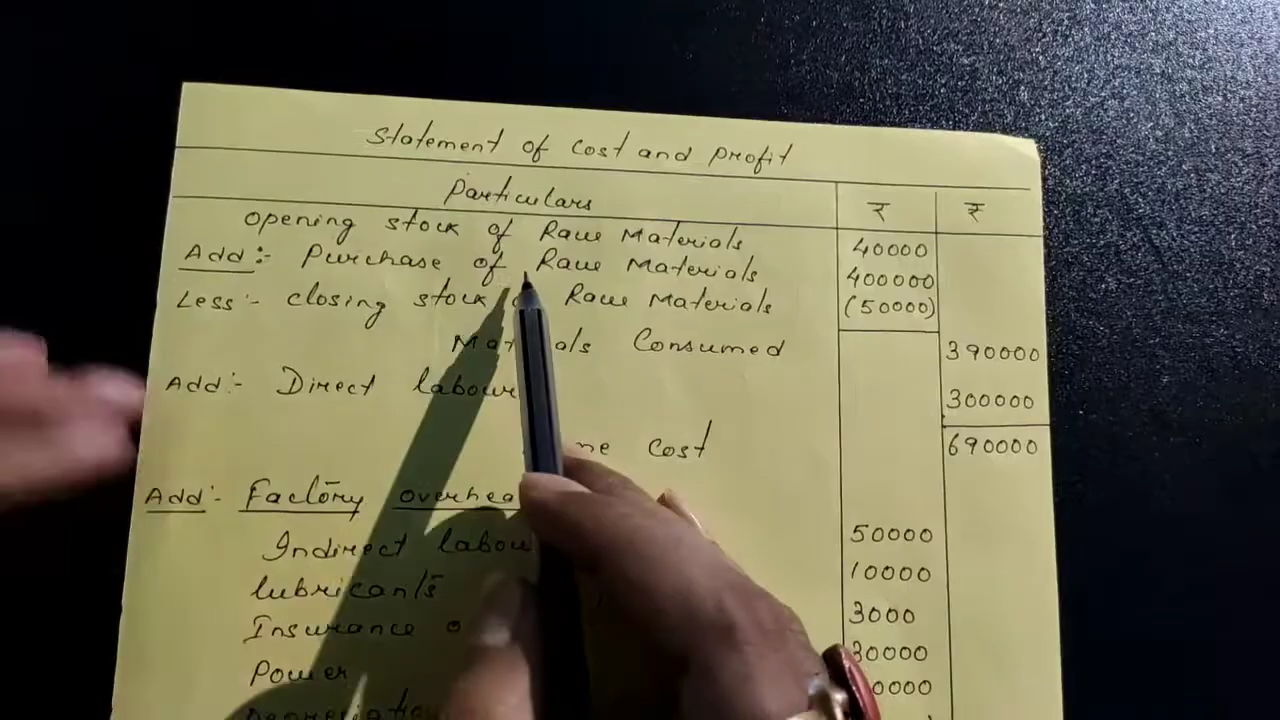 Statement of Cost and Profit
Particulars ₹ ₹
Opening stock of Raw Materials 40000
Add:- Purchase of Raw Materials 400000
Less:- closing stock Raw Materials (50000)
Consumed 390000
Add:- Direct labour 300000
Cost 690000
Add:- Factory
Indirect 50000
lubricants 10000
Insurance 3000
Power 30000